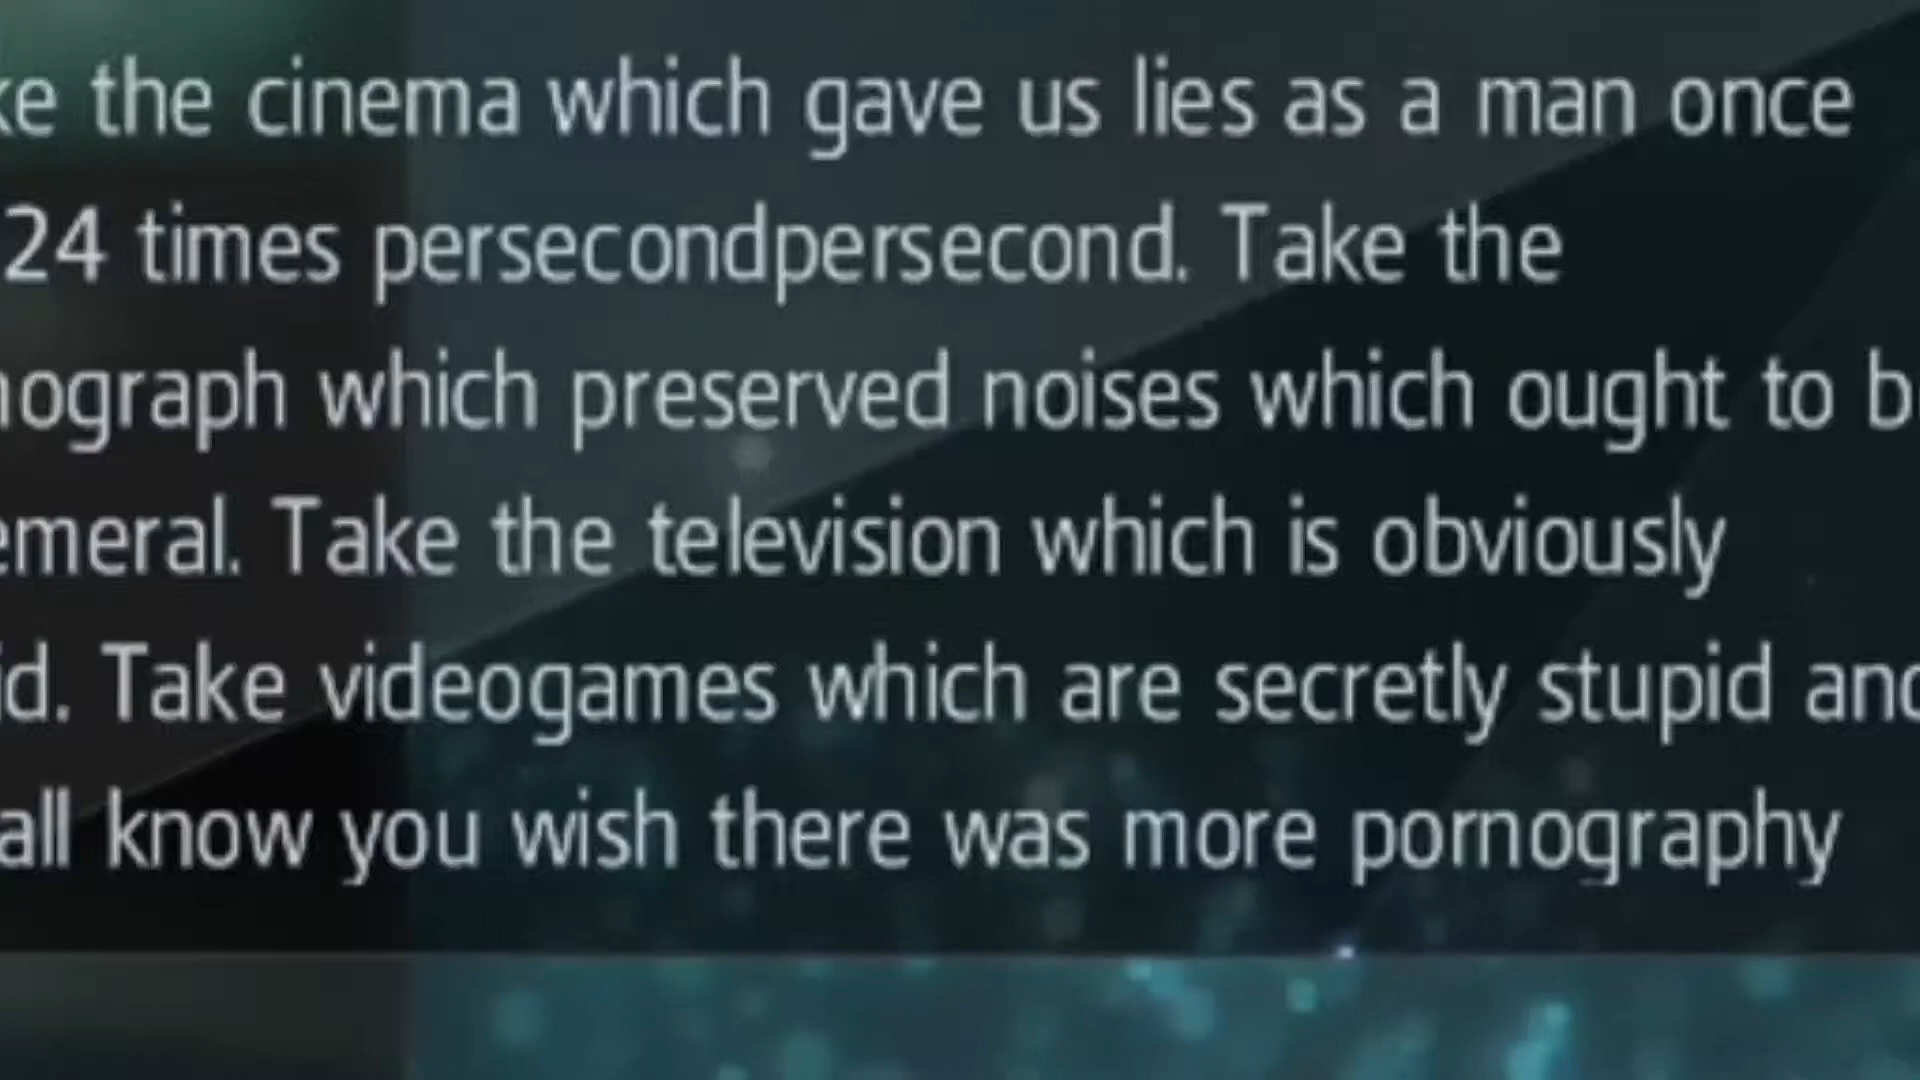 ke the cinema which gave us lies as a man once
24 times persecondpersecond. Take the
nograph which preserved noises which ought to b
emeral. Take the television which is obviously
id. Take videogames which are secretly stupid and
all know you wish there was more pornography